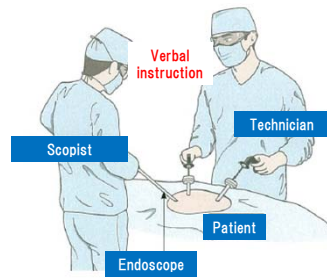 Verbal
instruction
Technician
Scopist
Patient
Endoscope